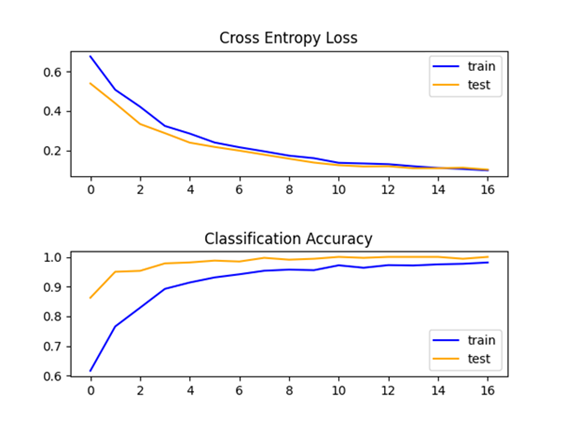 Cross Entropy Loss
0.6
0.4
0.2
train
test
0 2 4 6 8 10 12 14 16
Classification Accuracy
1.0
0.9
0.8
0.7
0.6
train
test
0 2 4 6 8 10 12 14 16